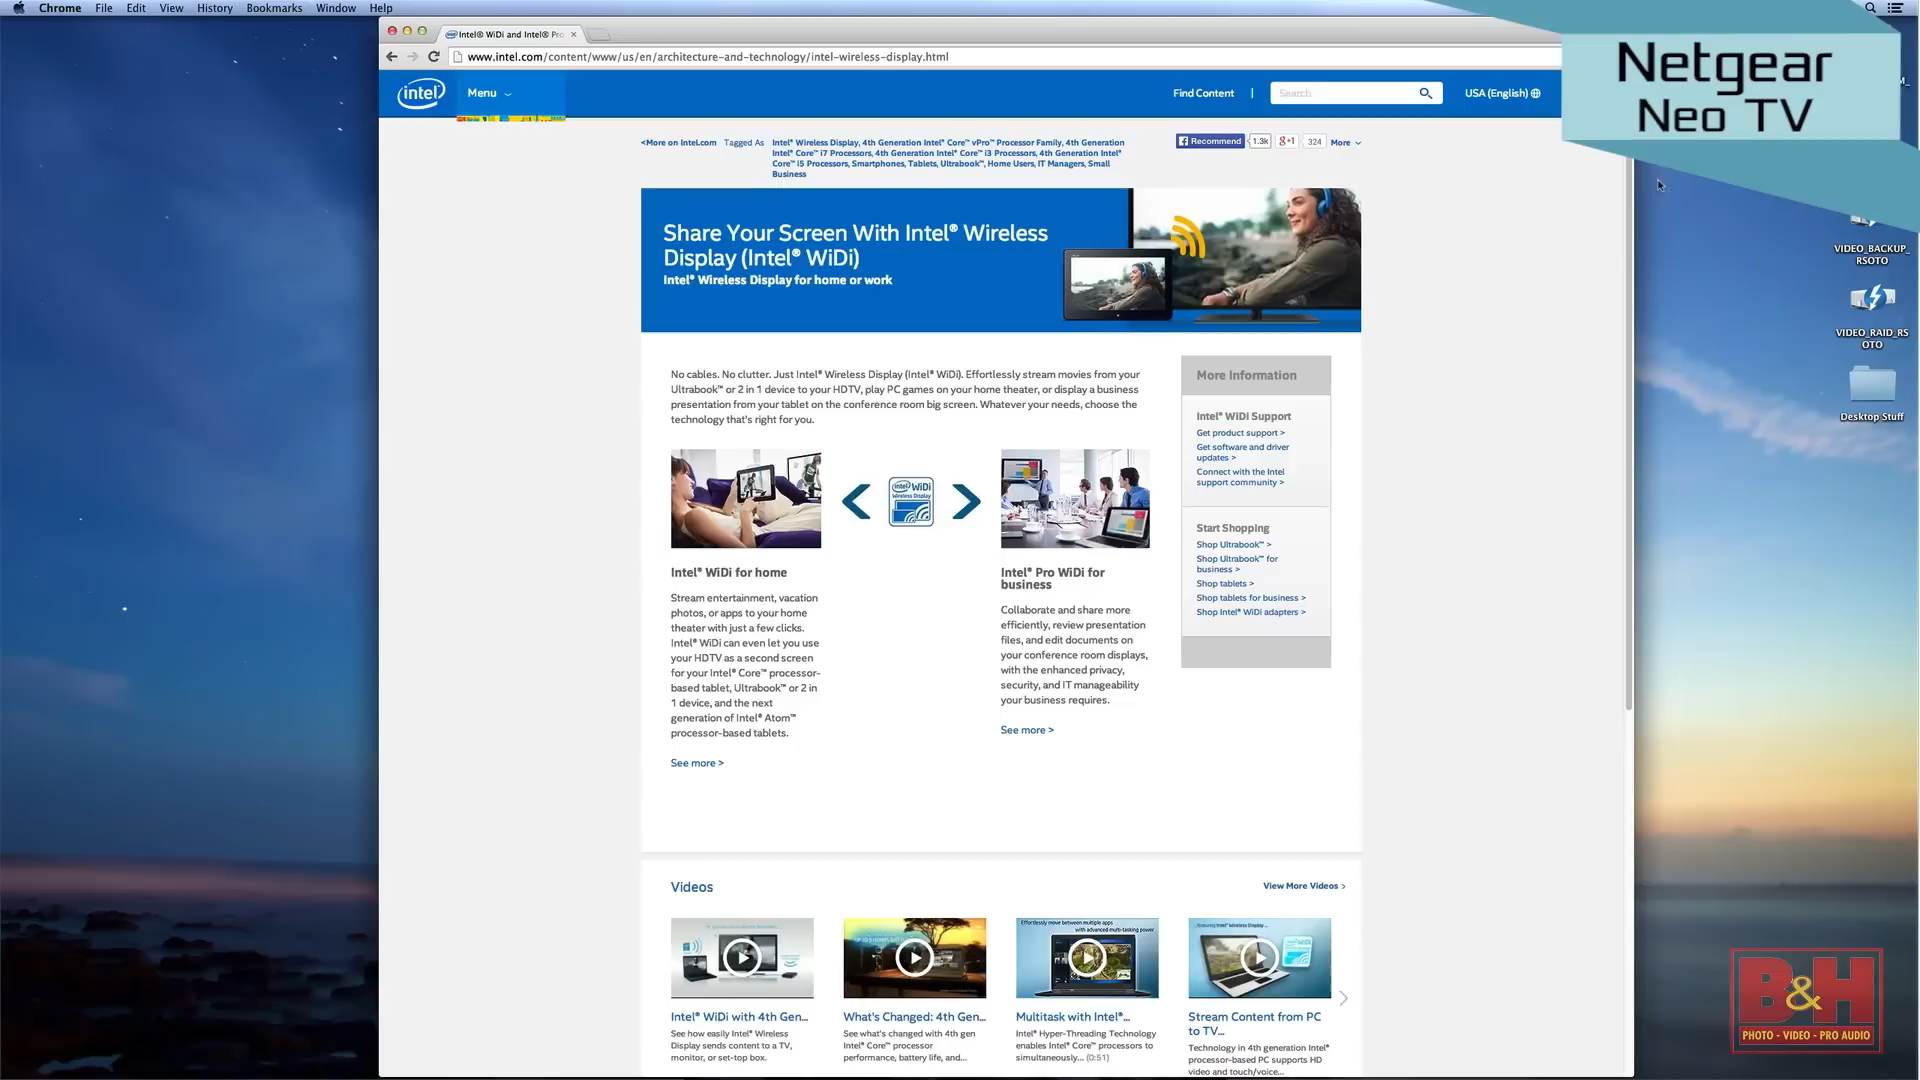 Chrome File Edit View History Bookmarks Window Help
Intel® WiDi and Intel® Pro
www.intel.com/content/www/us/en/architecture-and-technology/intel-wireless-display.html
Netgear
Neo TV
intel
Menu
Find Content | Search USA (English)
<More on Intel.com Tagged As
Intel® Wireless Display, 4th Generation Intel® Core™ vPro™ Processor Family, 4th Generation
Intel® Core™ i7 Processors, 4th Generation Intel® Core™ i3 Processors, 4th Generation Intel®
Core™ i5 Processors, Smartphones, Tablets, Ultrabook™, Home Users, IT Managers, Small
Business
Recommend 1.3k g+1 324 More
Share Your Screen With Intel® Wireless
Display (Intel® WiDi)
Intel® Wireless Display for home or work
VIDEO_BACKUP_
RSOTO
VIDEO_RAID_RS
OTO
Desktop Stuff
No cables. No clutter. Just Intel® Wireless Display (Intel® WiDi). Effortlessly stream movies from your
Ultrabook™ or 2 in 1 device to your HDTV, play PC games on your home theater, or display a business
presentation from your tablet on the conference room big screen. Whatever your needs, choose the
technology that's right for you.
intel WiDi
Wireless Display
Intel® WiDi for home
Stream entertainment, vacation
photos, or apps to your home
theater with just a few clicks.
Intel® WiDi can even let you use
your HDTV as a second screen
for your Intel® Core™ processor-
based tablet, Ultrabook™ or 2 in
1 device, and the next
generation of Intel® Atom™
processor-based tablets.
See more >
Intel® Pro WiDi for
business
Collaborate and share more
efficiently, review presentation
files, and edit documents on
your conference room displays,
with the enhanced privacy,
security, and IT manageability
your business requires.
See more >
More Information
Intel® WiDi Support
Get product support >
Get software and driver
updates >
Connect with the Intel
support community >
Start Shopping
Shop Ultrabook™ >
Shop Ultrabook™ for
business >
Shop tablets >
Shop tablets for business >
Shop Intel® WiDi adapters >
Videos
View More Videos >
Effortlessly move between multiple apps
with advanced multi-tasking power
Intel® WiDi with 4th Gen...
See how easily Intel® Wireless
Display sends content to a TV,
monitor, or set-top box.
What's Changed: 4th Gen...
See what's changed with 4th gen
Intel® Core™ processor
performance, battery life, and...
Multitask with Intel®...
Intel® Hyper-Threading Technology
enables Intel® Core™ processors to
simultaneously... (0:51)
Stream Content from PC
to TV...
Technology in 4th generation Intel®
processor-based PC supports HD
video and touch/voice...
B&H
PHOTO - VIDEO - PRO AUDIO